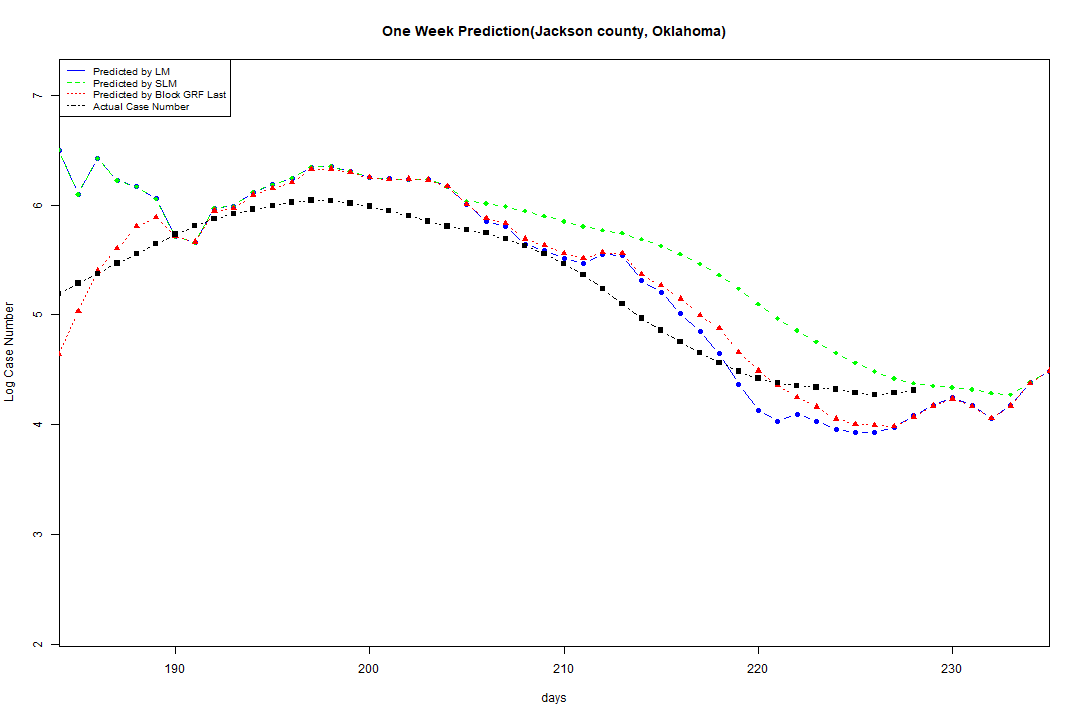 One Week Prediction(Jackson county, Oklahoma)
Predicted by LM
Predicted by SLM
Predicted by Block GRF Last
Actual Case Number
7
6
5
4
3
2
Log Case Number
190 200 210 220 230
days